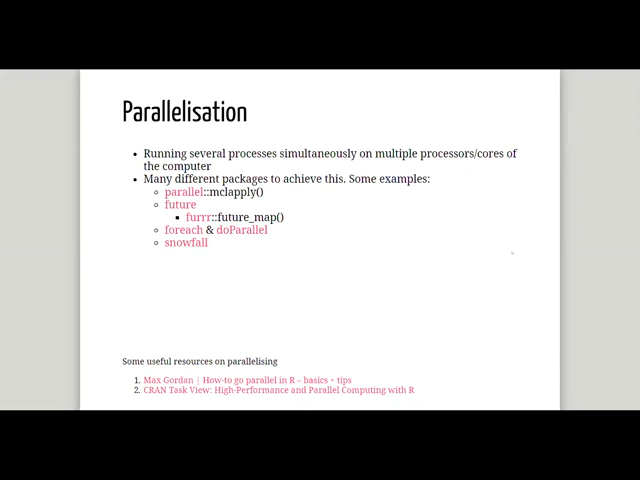 Parallelisation
• Running several processes simultaneously on multiple processors/cores of
the computer
• Many different packages to achieve this. Some examples:
◦ parallel::mclapply()
◦ future
▪ furrr::future_map()
◦ foreach & doParallel
◦ snowfall
Some useful resources on parallelising
1. Max Gordan | How-to go parallel in R – basics + tips
2. CRAN Task View: High-Performance and Parallel Computing with R